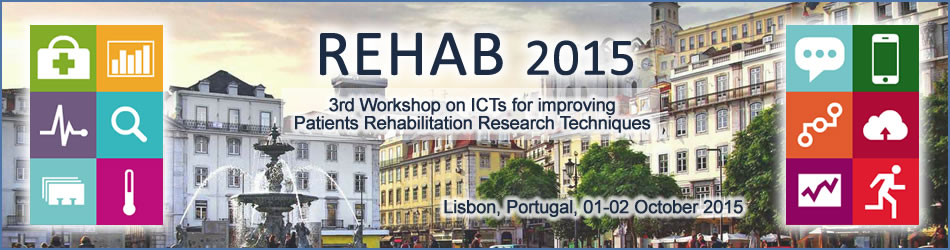 REHAB 2015
3rd Workshop on ICTs for improving
Patients Rehabilitation Research Techniques
Lisbon, Portugal, 01-02 October 2015